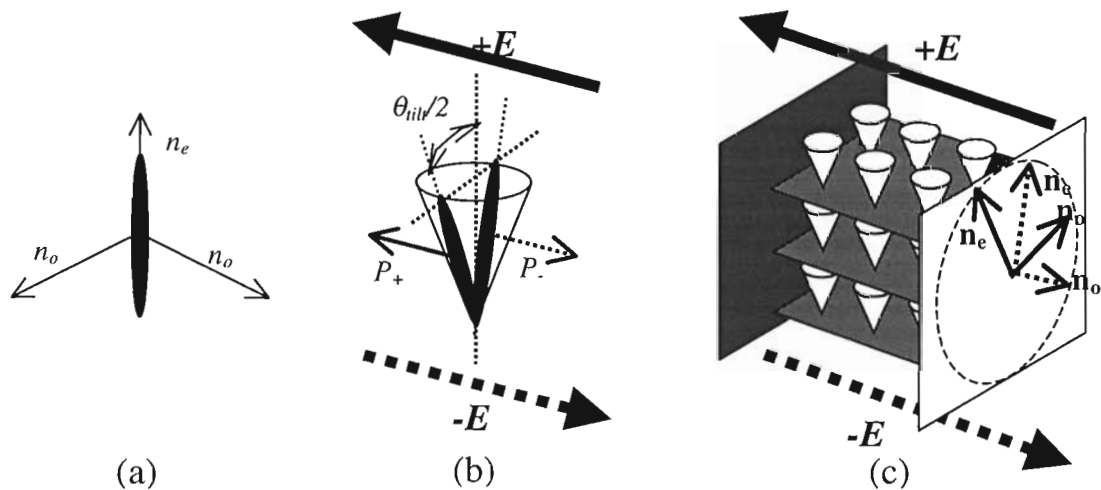 n_e
n_o
n_o
(a)
+E
θ_tilt/2
P_+
P_-
-E
(b)
+E
n_e
n_o
n_e
n_o
-E
(c)